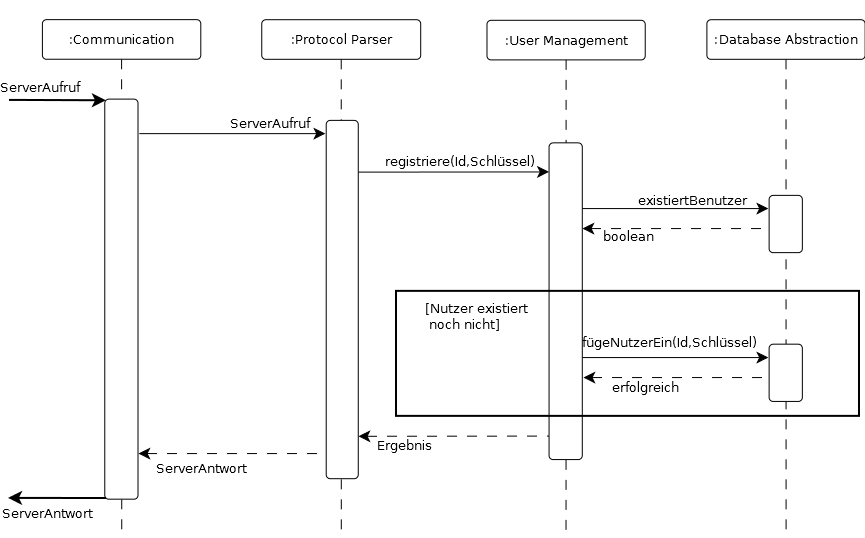 :Communication
:Protocol Parser
:User Management
:Database Abstraction
ServerAufruf
ServerAufruf
registriere(Id,Schlüssel)
existiertBenutzer
boolean
[Nutzer existiert
noch nicht]
fügeNutzerEin(Id,Schlüssel)
erfolgreich
Ergebnis
ServerAntwort
ServerAntwort